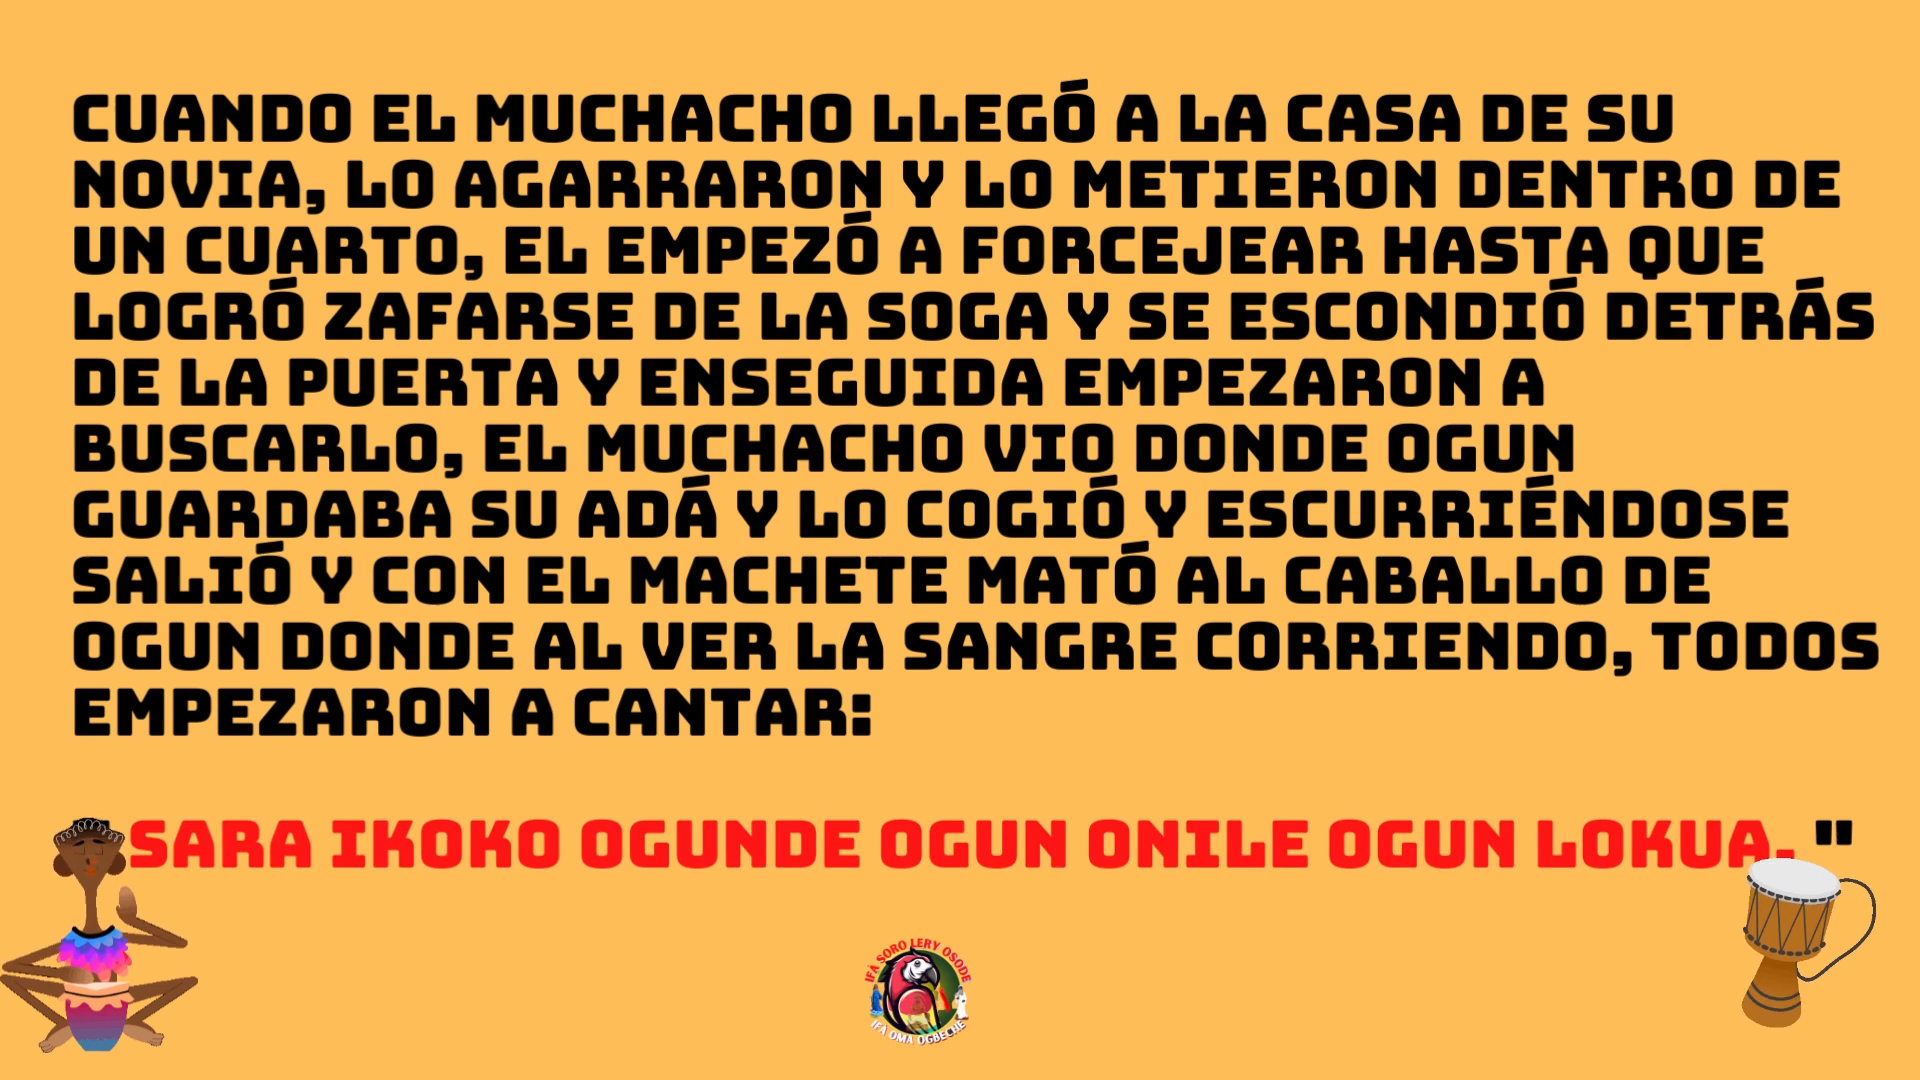 CUANDO EL MUCHACHO LLEGÓ A LA CASA DE SU
NOVIA, LO AGARRARON Y LO METIERON DENTRO DE
UN CUARTO, EL EMPEZÓ A FORCEJEAR HASTA QUE
LOGRÓ ZAFARSE DE LA SOGA Y SE ESCONDIÓ DETRÁS
DE LA PUERTA Y ENSEGUIDA EMPEZARON A
BUSCARLO, EL MUCHACHO VIO DONDE OGUN
GUARDABA SU ADÁ Y LO COGIÓ Y ESCURRIÉNDOSE
SALIÓ Y CON EL MACHETE MATÓ AL CABALLO DE
OGUN DONDE AL VER LA SANGRE CORRIENDO, TODOS
EMPEZARON A CANTAR:
SARA IKOKO OGUNDE OGUN ONILE OGUN LOKUA. "
IFÁ SORO LERY OSODE
IFÁ OMA OGBECHE